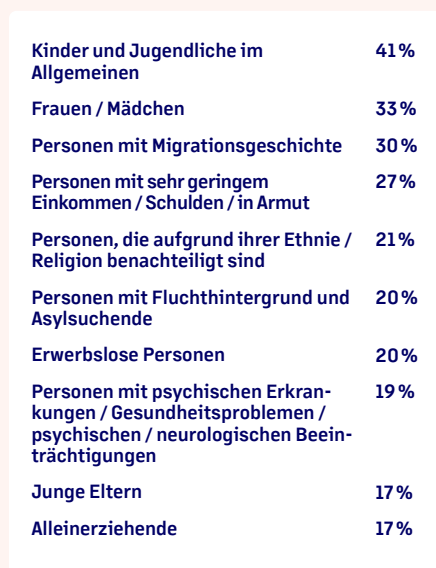 Kinder und Jugendliche im 41 %
Allgemeinen
Frauen / Mädchen 33 %
Personen mit Migrationsgeschichte 30 %
Personen mit sehr geringem 27 %
Einkommen / Schulden / in Armut
Personen, die aufgrund ihrer Ethnie / 21 %
Religion benachteiligt sind
Personen mit Fluchthintergrund und 20 %
Asylsuchende
Erwerbslose Personen 20 %
Personen mit psychischen Erkran- 19 %
kungen / Gesundheitsproblemen /
psychischen / neurologischen Beein-
trächtigungen
Junge Eltern 17 %
Alleinerziehende 17 %